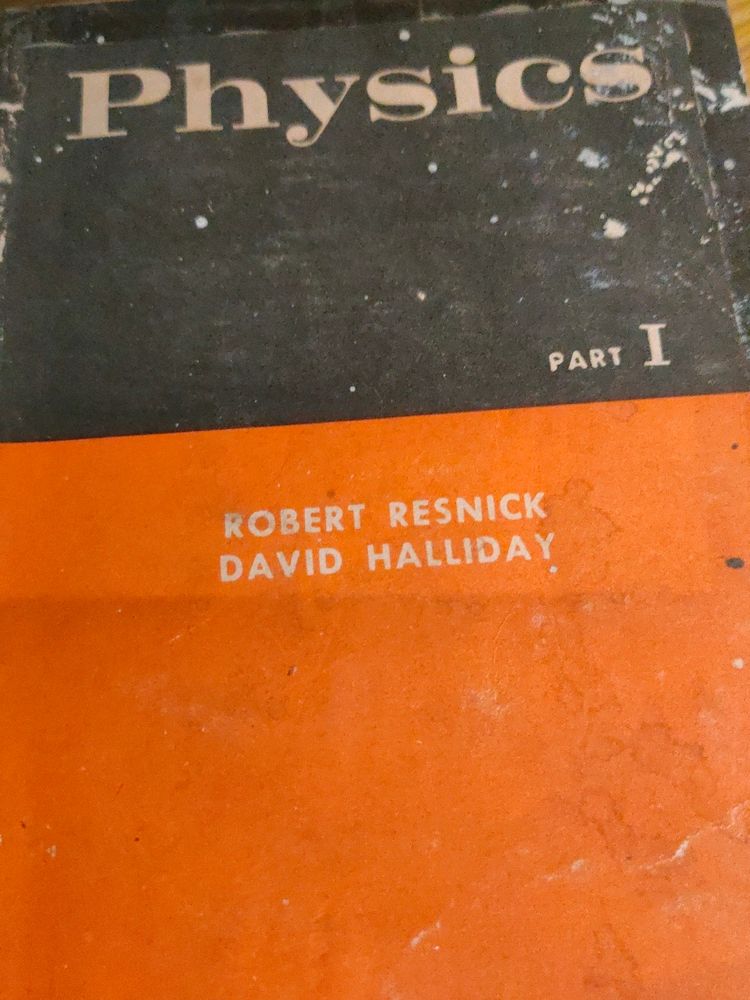 Physics
PART I
ROBERT RESNICK
DAVID HALLIDAY